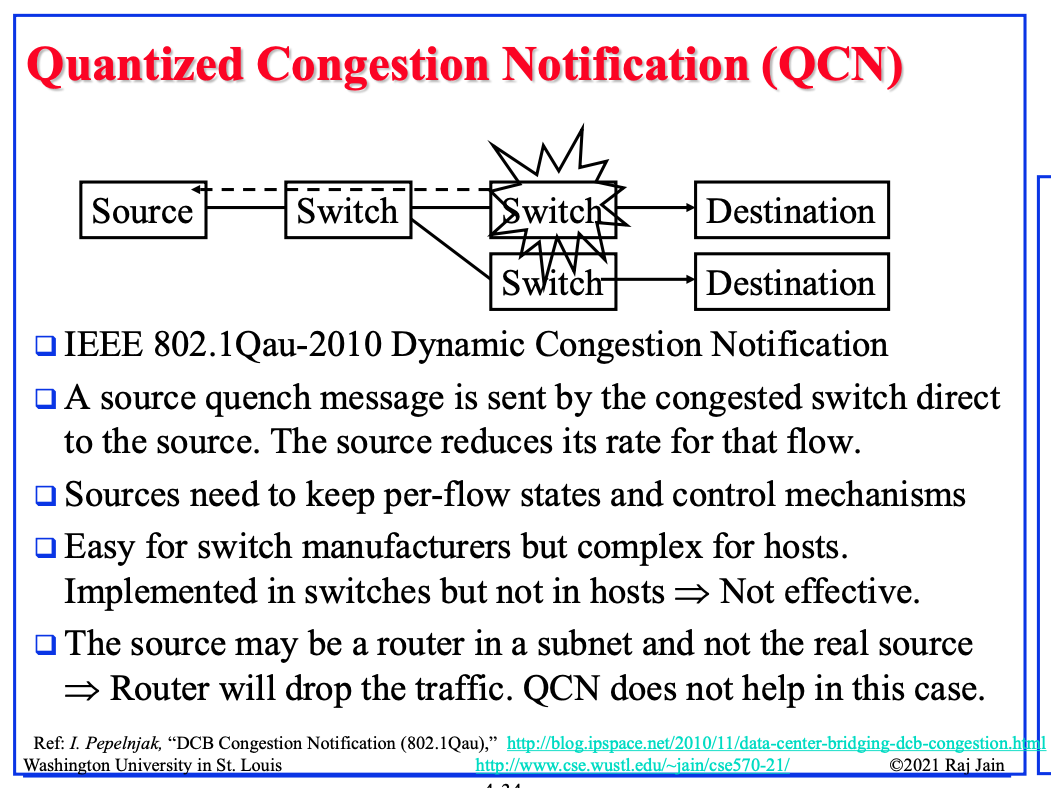 Quantized Congestion Notification (QCN)
Source Switch Switch Destination
Switch Destination
IEEE 802.1Qau-2010 Dynamic Congestion Notification
A source quench message is sent by the congested switch direct
to the source. The source reduces its rate for that flow.
Sources need to keep per-flow states and control mechanisms
Easy for switch manufacturers but complex for hosts.
Implemented in switches but not in hosts ⇒ Not effective.
The source may be a router in a subnet and not the real source
⇒ Router will drop the traffic. QCN does not help in this case.
Ref: I. Pepelnjak, “DCB Congestion Notification (802.1Qau),” http://blog.ipspace.net/2010/11/data-center-bridging-dcb-congestion.html
Washington University in St. Louis http://www.cse.wustl.edu/~jain/cse570-21/ ©2021 Raj Jain